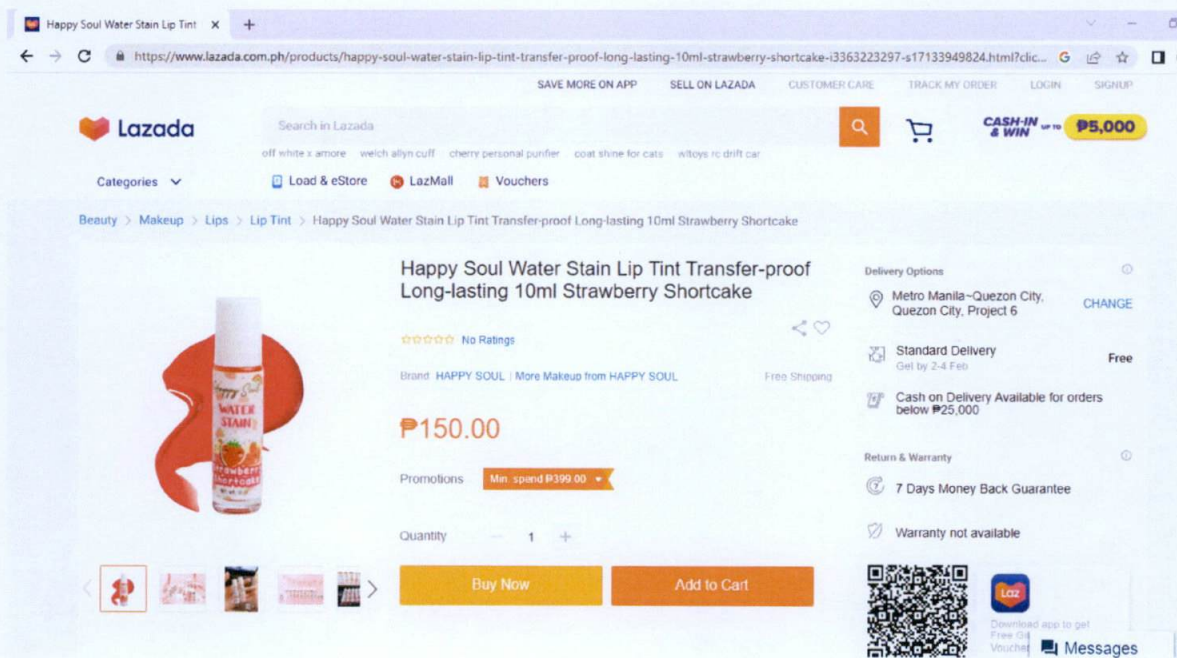 Happy Soul Water Stain Lip Tint
https://www.lazada.com.ph/products/happy-soul-water-stain-lip-tint-transfer-proof-long-lasting-10ml-strawberry-shortcake-i3363223297-s17133949824.html?clic...
SAVE MORE ON APP SELL ON LAZADA CUSTOMER CARE TRACK MY ORDER LOGIN SIGNUP
Lazada
Search in Lazada
CASH-IN & WIN UP TO ₱5,000
off white x amore welch allyn cuff cherry personal purifier coat shine for cats wltoys rc drift car
Categories Load & eStore LazMall Vouchers
Beauty > Makeup > Lips > Lip Tint > Happy Soul Water Stain Lip Tint Transfer-proof Long-lasting 10ml Strawberry Shortcake
Happy Soul
WATER
STAIN
Strawberry
Shortcake
Happy Soul Water Stain Lip Tint Transfer-proof
Long-lasting 10ml Strawberry Shortcake
No Ratings
Brand: HAPPY SOUL | More Makeup from HAPPY SOUL
Free Shipping
₱150.00
Promotions Min. spend ₱399.00
Quantity 1
Buy Now Add to Cart
Delivery Options
Metro Manila~Quezon City,
Quezon City, Project 6
CHANGE
Standard Delivery Free
Get by 2-4 Feb
Cash on Delivery Available for orders
below ₱25,000
Return & Warranty
7 Days Money Back Guarantee
Warranty not available
Laz
Download app to get
Free
Voucher
Messages